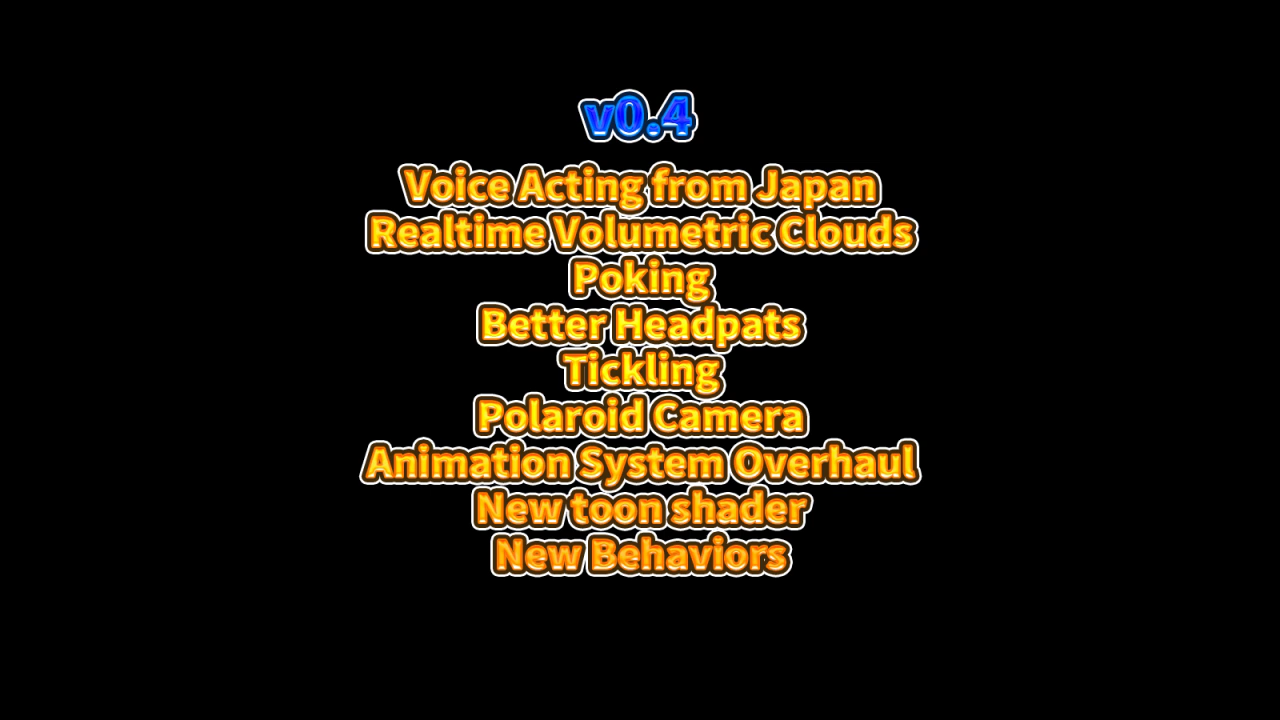 v0.4
Voice Acting from Japan
Realtime Volumetric Clouds
Poking
Better Headpats
Tickling
Polaroid Camera
Animation System Overhaul
New toon shader
New Behaviors